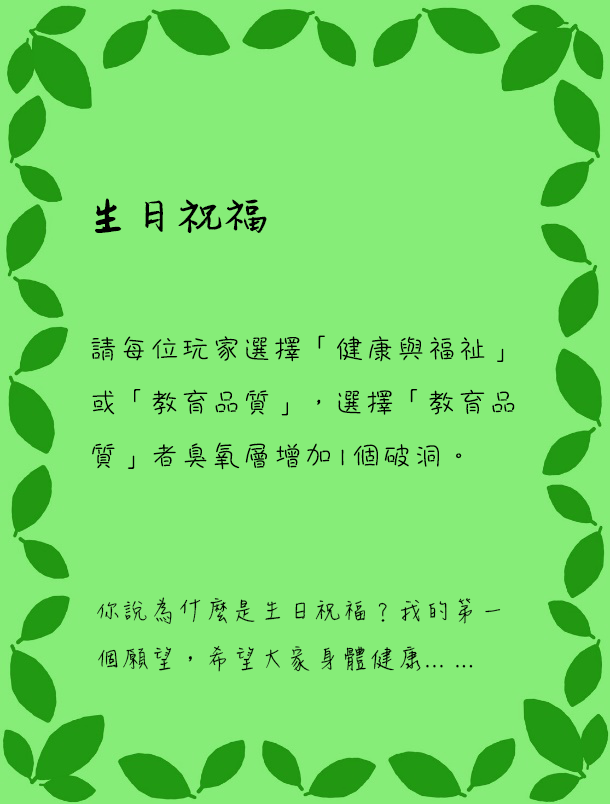 生日祝福
請每位玩家選擇「健康與福祉」
或「教育品質」，選擇「教育品
質」者臭氧層增加1個破洞。
你說為什麼是生日祝福？我的第一
個願望，希望大家身體健康... ...